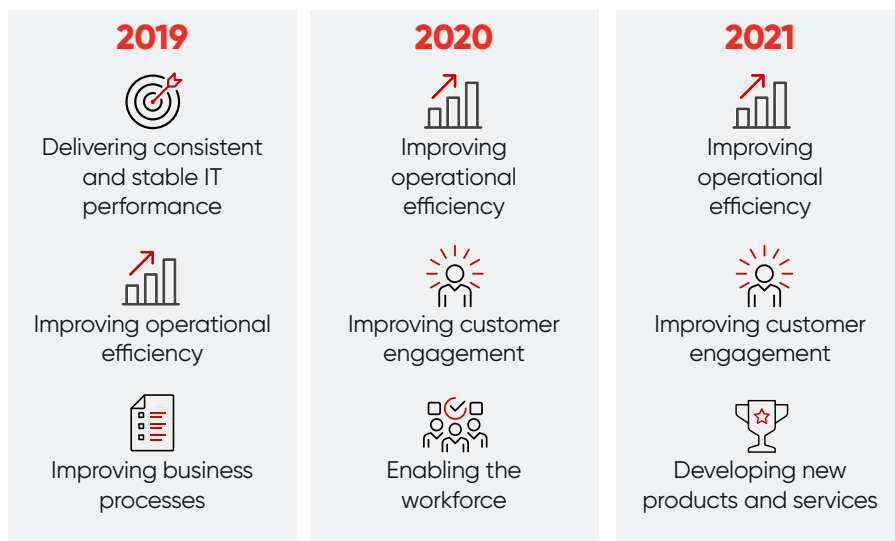 2019
Delivering consistent
and stable IT
performance
Improving operational
efficiency
Improving business
processes
2020
Improving
operational
efficiency
Improving customer
engagement
Enabling the
workforce
2021
Improving
operational
efficiency
Improving customer
engagement
Developing new
products and services